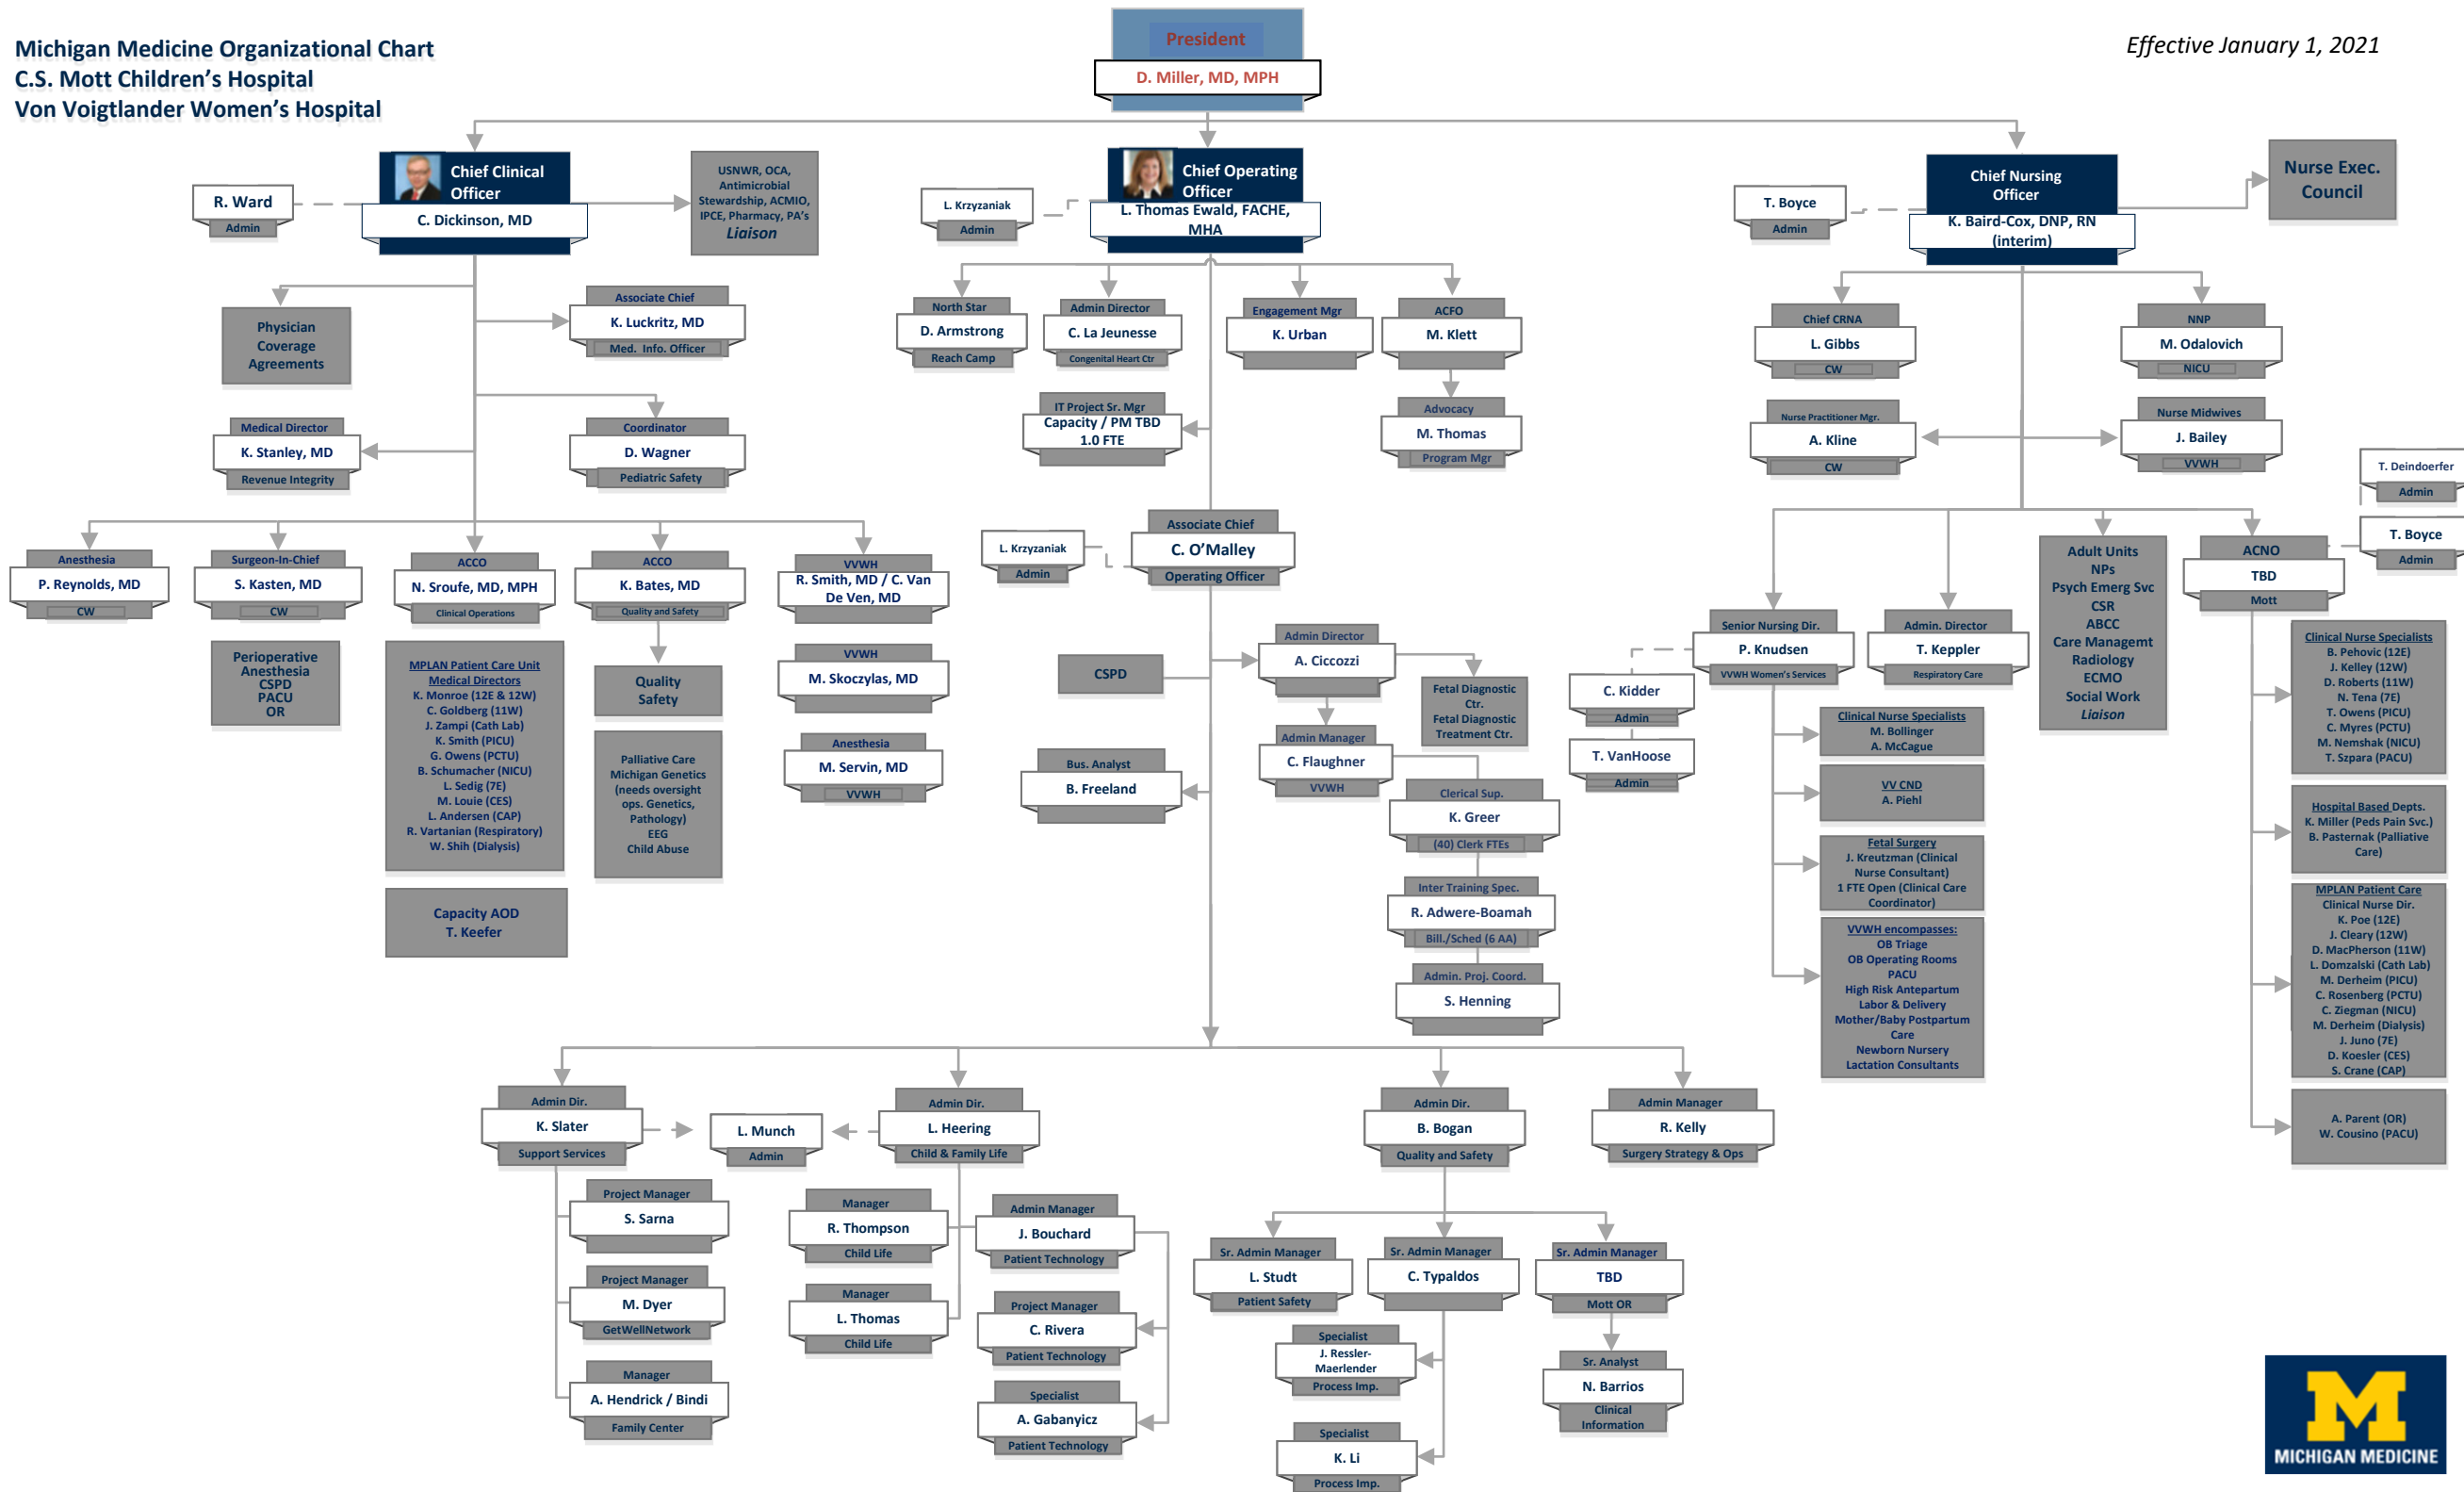 Michigan Medicine Organizational Chart
C.S. Mott Children's Hospital
Von Voigtlander Women's Hospital
Effective January 1, 2021
President
D. Miller, MD, MPH
Chief Clinical
Officer
C. Dickinson, MD
R. Ward
Admin
USNWR, OCA,
Antimicrobial
Stewardship, ACMIO,
IPCE, Pharmacy, PA's
Liaison
Chief Operating
Officer
L. Thomas Ewald, FACHE,
MHA
L. Krzyzaniak
Admin
Chief Nursing
Officer
K. Baird-Cox, DNP, RN
(interim)
T. Boyce
Admin
Nurse Exec.
Council
Physician
Coverage
Agreements
Associate Chief
K. Luckritz, MD
Med. Info. Officer
Medical Director
K. Stanley, MD
Revenue Integrity
Coordinator
D. Wagner
Pediatric Safety
North Star
D. Armstrong
Reach Camp
Admin Director
C. La Jeunesse
Congenital Heart Ctr
Engagement Mgr
K. Urban
ACFO
M. Klett
IT Project Sr. Mgr
Capacity / PM TBD
1.0 FTE
Advocacy
M. Thomas
Program Mgr
Chief CRNA
L. Gibbs
CW
NNP
M. Odalovich
NICU
Nurse Practitioner Mgr.
A. Kline
CW
Nurse Midwives
J. Bailey
VVWH
T. Deindoerfer
Admin
T. Boyce
Admin
Anesthesia
P. Reynolds, MD
CW
Surgeon-In-Chief
S. Kasten, MD
CW
ACCO
N. Sroufe, MD, MPH
Clinical Operations
ACCO
K. Bates, MD
Quality and Safety
VVWH
R. Smith, MD / C. Van
De Ven, MD
Perioperative
Anesthesia
CSPD
PACU
OR
MPLAN Patient Care Unit
Medical Directors
K. Monroe (12E & 12W)
C. Goldberg (11W)
J. Zampi (Cath Lab)
K. Smith (PICU)
G. Owens (PCTU)
B. Schumacher (NICU)
L. Sedig (7E)
M. Louie (CES)
L. Andersen (CAP)
R. Vartanian (Respiratory)
W. Shih (Dialysis)
Capacity AOD
T. Keefer
Quality
Safety
Palliative Care
Michigan Genetics
(needs oversight
ops. Genetics,
Pathology)
EEG
Child Abuse
VVWH
M. Skoczylas, MD
Anesthesia
M. Servin, MD
VVWH
L. Krzyzaniak
Admin
Associate Chief
C. O'Malley
Operating Officer
CSPD
Admin Director
A. Ciccozzi
Fetal Diagnostic
Ctr.
Fetal Diagnostic
Treatment Ctr.
Admin Manager
C. Flaughner
VVWH
Bus. Analyst
B. Freeland
Clerical Sup.
K. Greer
(40) Clerk FTEs
Inter Training Spec.
R. Adwere-Boamah
Bill./Sched (6 AA)
Admin. Proj. Coord.
S. Henning
Senior Nursing Dir.
P. Knudsen
VVWH Women's Services
Admin. Director
T. Keppler
Respiratory Care
Adult Units
NPs
Psych Emerg Svc
CSR
ABCC
Care Managemt
Radiology
ECMO
Social Work
Liaison
ACNO
TBD
Mott
C. Kidder
Admin
T. VanHoose
Admin
Clinical Nurse Specialists
M. Bollinger
A. McCague
VV CND
A. Piehl
Fetal Surgery
J. Kreutzman (Clinical
Nurse Consultant)
1 FTE Open (Clinical Care
Coordinator)
VVWH encompasses:
OB Triage
OB Operating Rooms
PACU
High Risk Antepartum
Labor & Delivery
Mother/Baby Postpartum
Care
Newborn Nursery
Lactation Consultants
Clinical Nurse Specialists
B. Pehovic (12E)
J. Kelley (12W)
D. Roberts (11W)
N. Tena (7E)
T. Owens (PICU)
C. Myres (PCTU)
M. Nemshak (NICU)
T. Szpara (PACU)
Hospital Based Depts.
K. Miller (Peds Pain Svc.)
B. Pasternak (Palliative
Care)
MPLAN Patient Care
Clinical Nurse Dir.
K. Poe (12E)
J. Cleary (12W)
D. MacPherson (11W)
L. Domzalski (Cath Lab)
M. Derheim (PICU)
C. Rosenberg (PCTU)
C. Ziegman (NICU)
M. Derheim (Dialysis)
J. Juno (7E)
D. Koesler (CES)
S. Crane (CAP)
A. Parent (OR)
W. Cousino (PACU)
Admin Dir.
K. Slater
Support Services
L. Munch
Admin
Admin Dir.
L. Heering
Child & Family Life
Admin Dir.
B. Bogan
Quality and Safety
Admin Manager
R. Kelly
Surgery Strategy & Ops
Project Manager
S. Sarna
Project Manager
M. Dyer
GetWellNetwork
Manager
A. Hendrick / Bindi
Family Center
Manager
R. Thompson
Child Life
Manager
L. Thomas
Child Life
Admin Manager
J. Bouchard
Patient Technology
Project Manager
C. Rivera
Patient Technology
Specialist
A. Gabanyicz
Patient Technology
Sr. Admin Manager
L. Studt
Patient Safety
Sr. Admin Manager
C. Typaldos
Sr. Admin Manager
TBD
Mott OR
Specialist
J. Ressler-
Maerlender
Process Imp.
Specialist
K. Li
Process Imp.
Sr. Analyst
N. Barrios
Clinical
Information
M
MICHIGAN MEDICINE